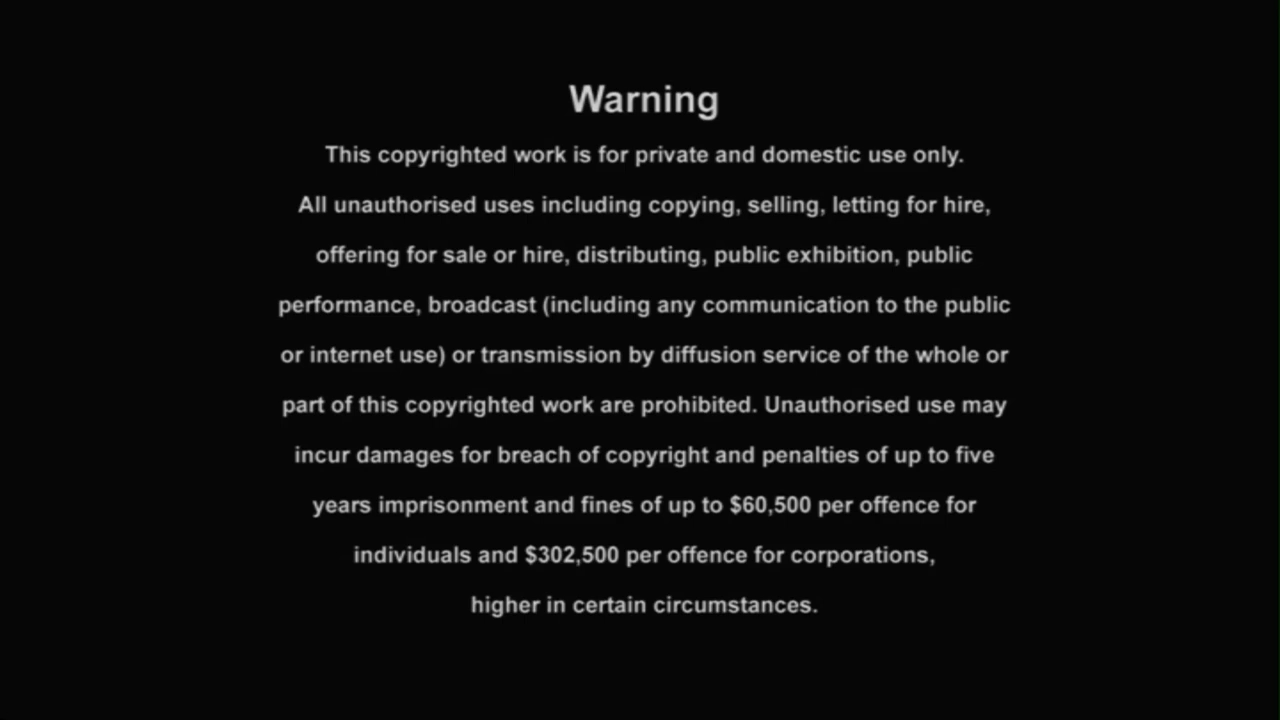 Warning
This copyrighted work is for private and domestic use only.
All unauthorised uses including copying, selling, letting for hire,
offering for sale or hire, distributing, public exhibition, public
performance, broadcast (including any communication to the public
or internet use) or transmission by diffusion service of the whole or
part of this copyrighted work are prohibited. Unauthorised use may
incur damages for breach of copyright and penalties of up to five
years imprisonment and fines of up to $60,500 per offence for
individuals and $302,500 per offence for corporations,
higher in certain circumstances.